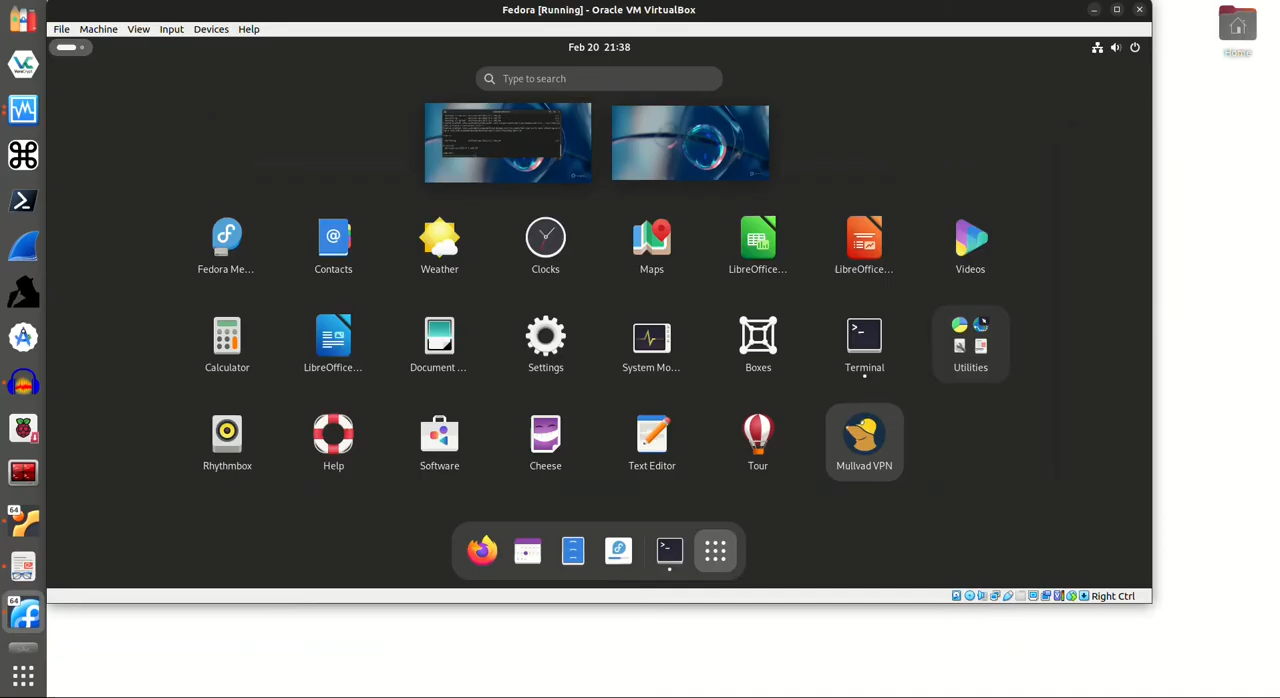 Fedora [Running] - Oracle VM VirtualBox
File Machine View Input Devices Help
Feb 20 21:38
Home
Type to search
Fedora Me... Contacts Weather Clocks Maps LibreOffice... LibreOffice... Videos
Calculator LibreOffice... Document ... Settings System Mo... Boxes Terminal Utilities
Rhythmbox Help Software Cheese Text Editor Tour Mullvad VPN
Right Ctrl
64
64